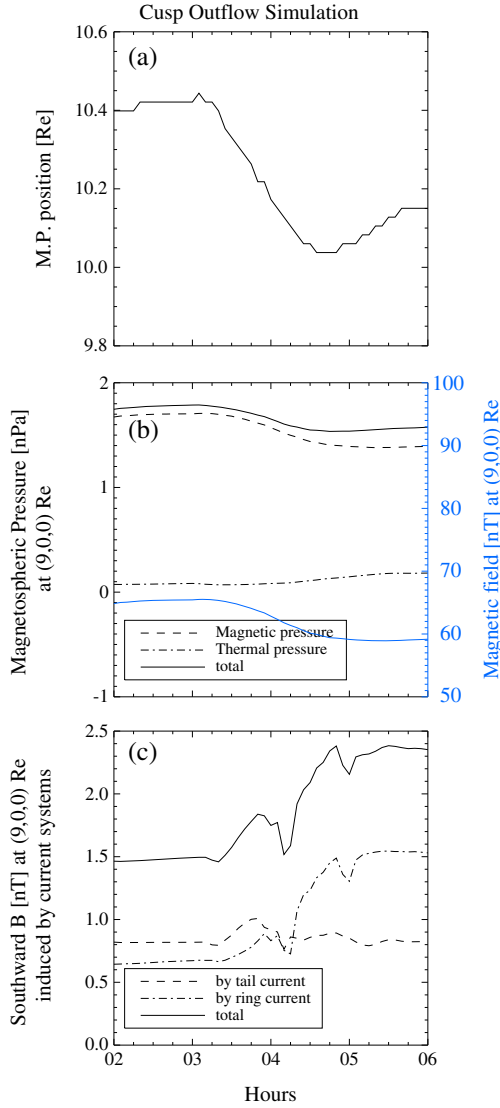 Cusp Outflow Simulation
10.6
10.4
10.2
10.0
9.8
M.P. position [Re]
(a)
2
1
0
-1
Magnetospheric Pressure [nPa]
at (9,0,0) Re
(b)
Magnetic pressure
Thermal pressure
total
100
90
80
70
60
50
Magnetic field [nT] at (9,0,0) Re
2.5
2.0
1.5
1.0
0.5
0.0
Southward B [nT] at (9,0,0) Re
induced by current systems
(c)
by tail current
by ring current
total
02 03 04 05 06
Hours